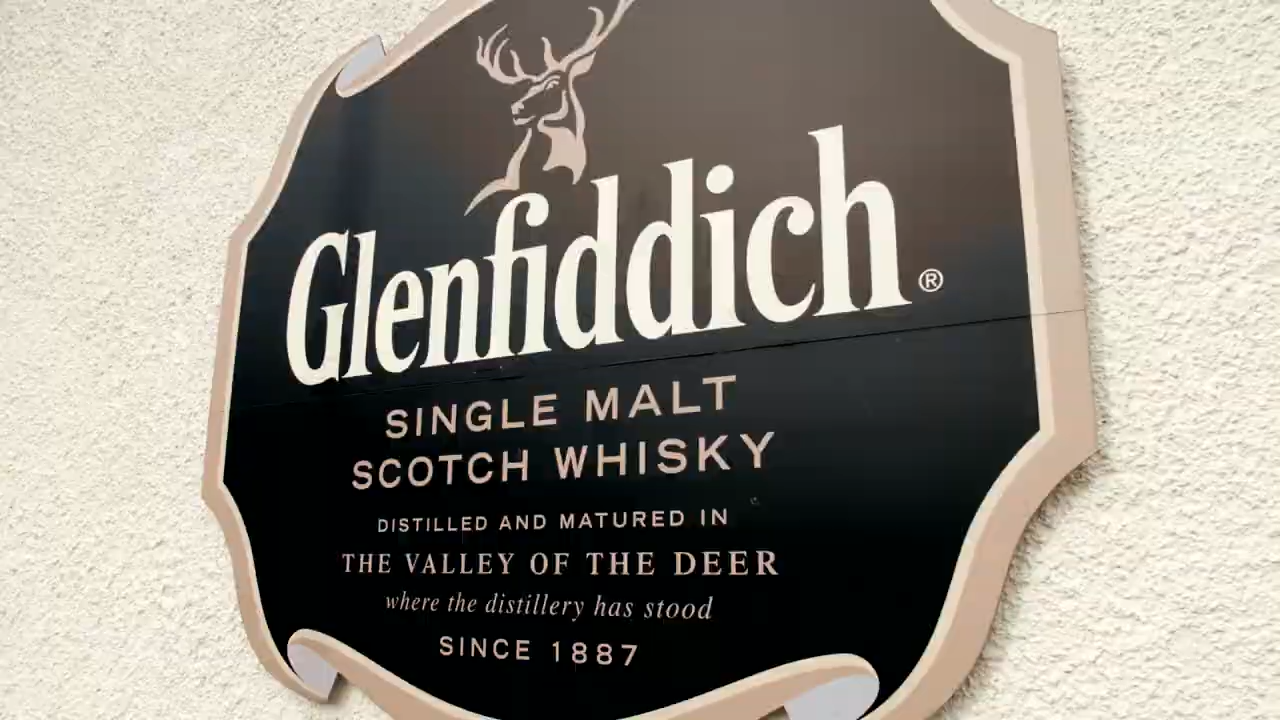 Glenfiddich®
SINGLE MALT
SCOTCH WHISKY
DISTILLED AND MATURED IN
THE VALLEY OF THE DEER
where the distillery has stood
SINCE 1887